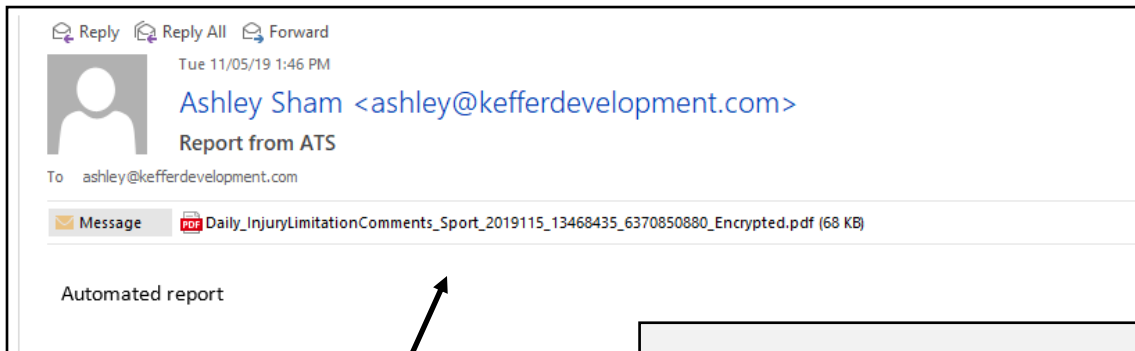 Reply Reply All Forward
Tue 11/05/19 1:46 PM
Ashley Sham <ashley@kefferdevelopment.com>
Report from ATS
To ashley@kefferdevelopment.com
Message PDF Daily_InjuryLimitationComments_Sport_2019115_13468435_6370850880_Encrypted.pdf (68 KB)
Automated report